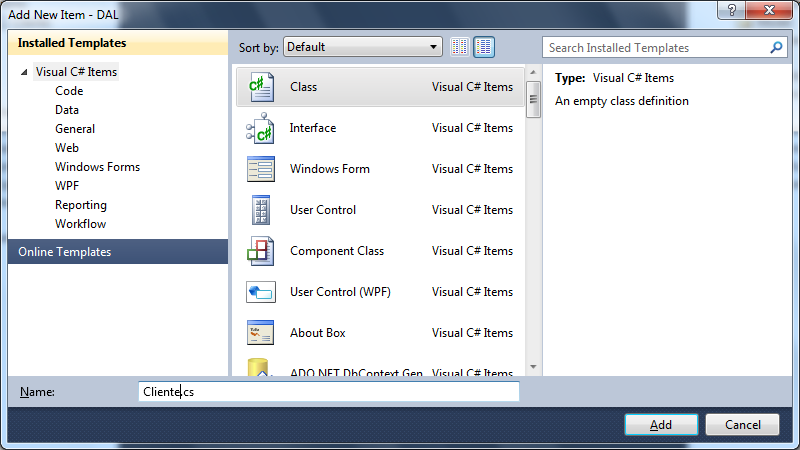 Add New Item - DAL
Installed Templates
Visual C# Items
Code
Data
General
Web
Windows Forms
WPF
Reporting
Workflow
Online Templates
Sort by: Default
Class Visual C# Items
Interface Visual C# Items
Windows Form Visual C# Items
User Control Visual C# Items
Component Class Visual C# Items
User Control (WPF) Visual C# Items
About Box Visual C# Items
ADO.NET DbContext Gen Visual C# Items
Search Installed Templates
Type: Visual C# Items
An empty class definition
Name: Cliente.cs
Add Cancel